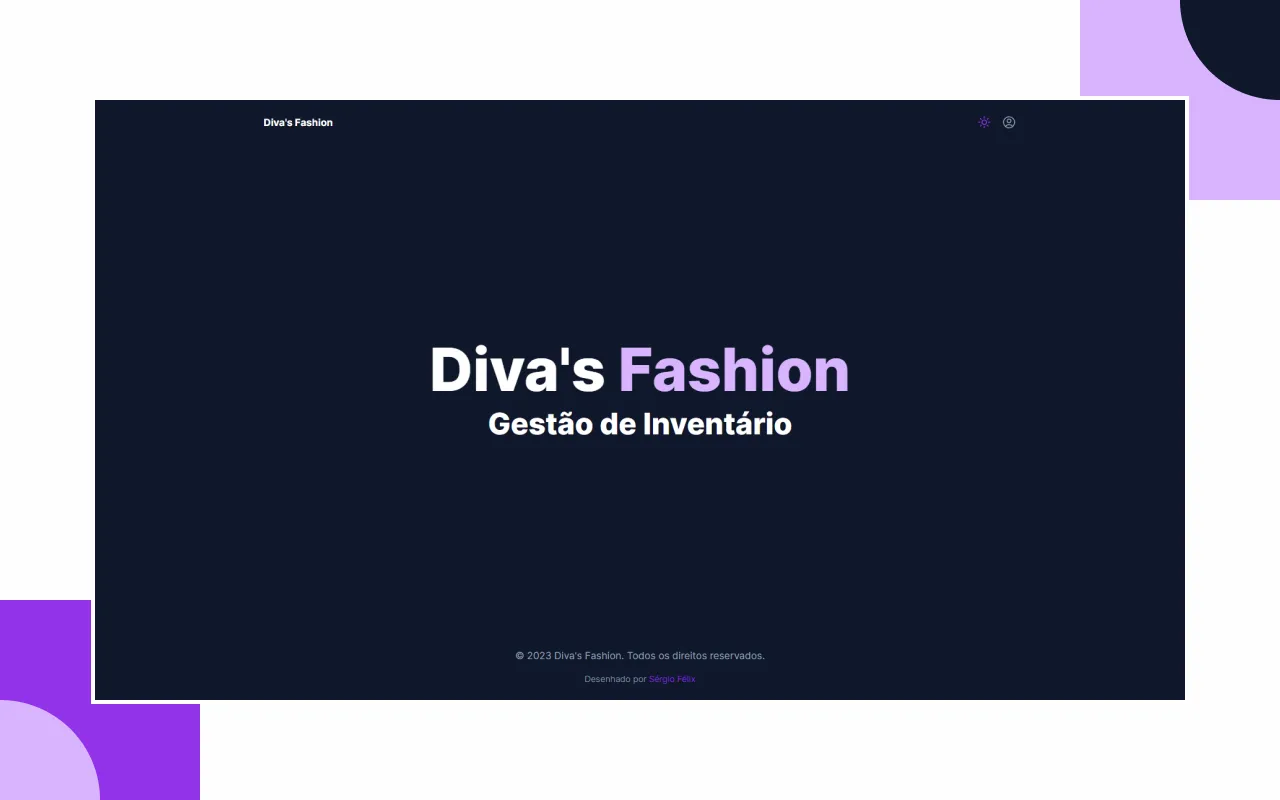 Diva's Fashion
Diva's Fashion
Gestão de Inventário
© 2023 Diva's Fashion. Todos os direitos reservados.
Desenhado por Sérgio Félix